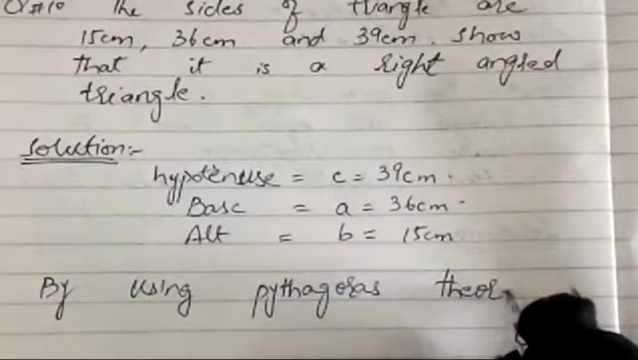 Q#10 The sides of triangle are
15cm, 36cm and 39cm. show
that it is a right angled
triangle.
Solution:-
hypotenuse = c = 39cm.
Base = a = 36cm.
Alt = b = 15cm
By using pythagoras theor